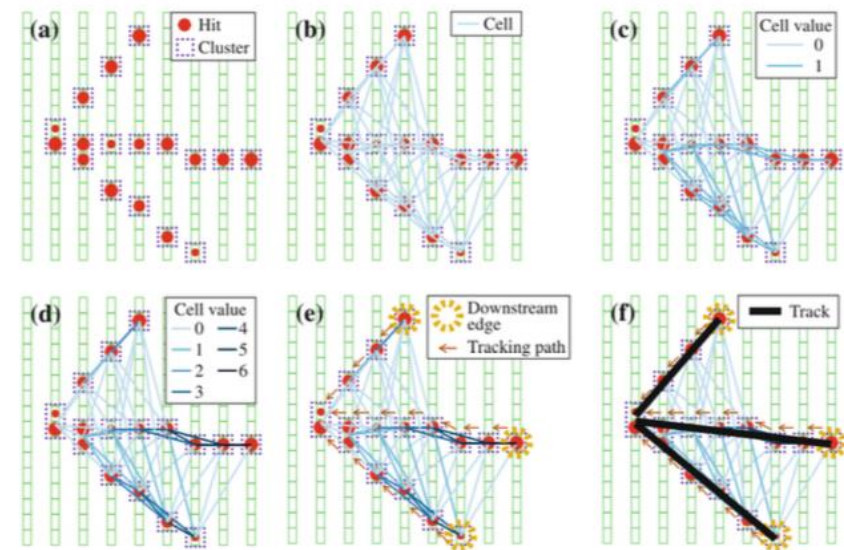 (a)
Hit
Cluster
(b)
Cell
(c)
Cell value
0
1
(d)
Cell value
0 4
1 5
2 6
3
(e)
Downstream
edge
Tracking path
(f)
Track